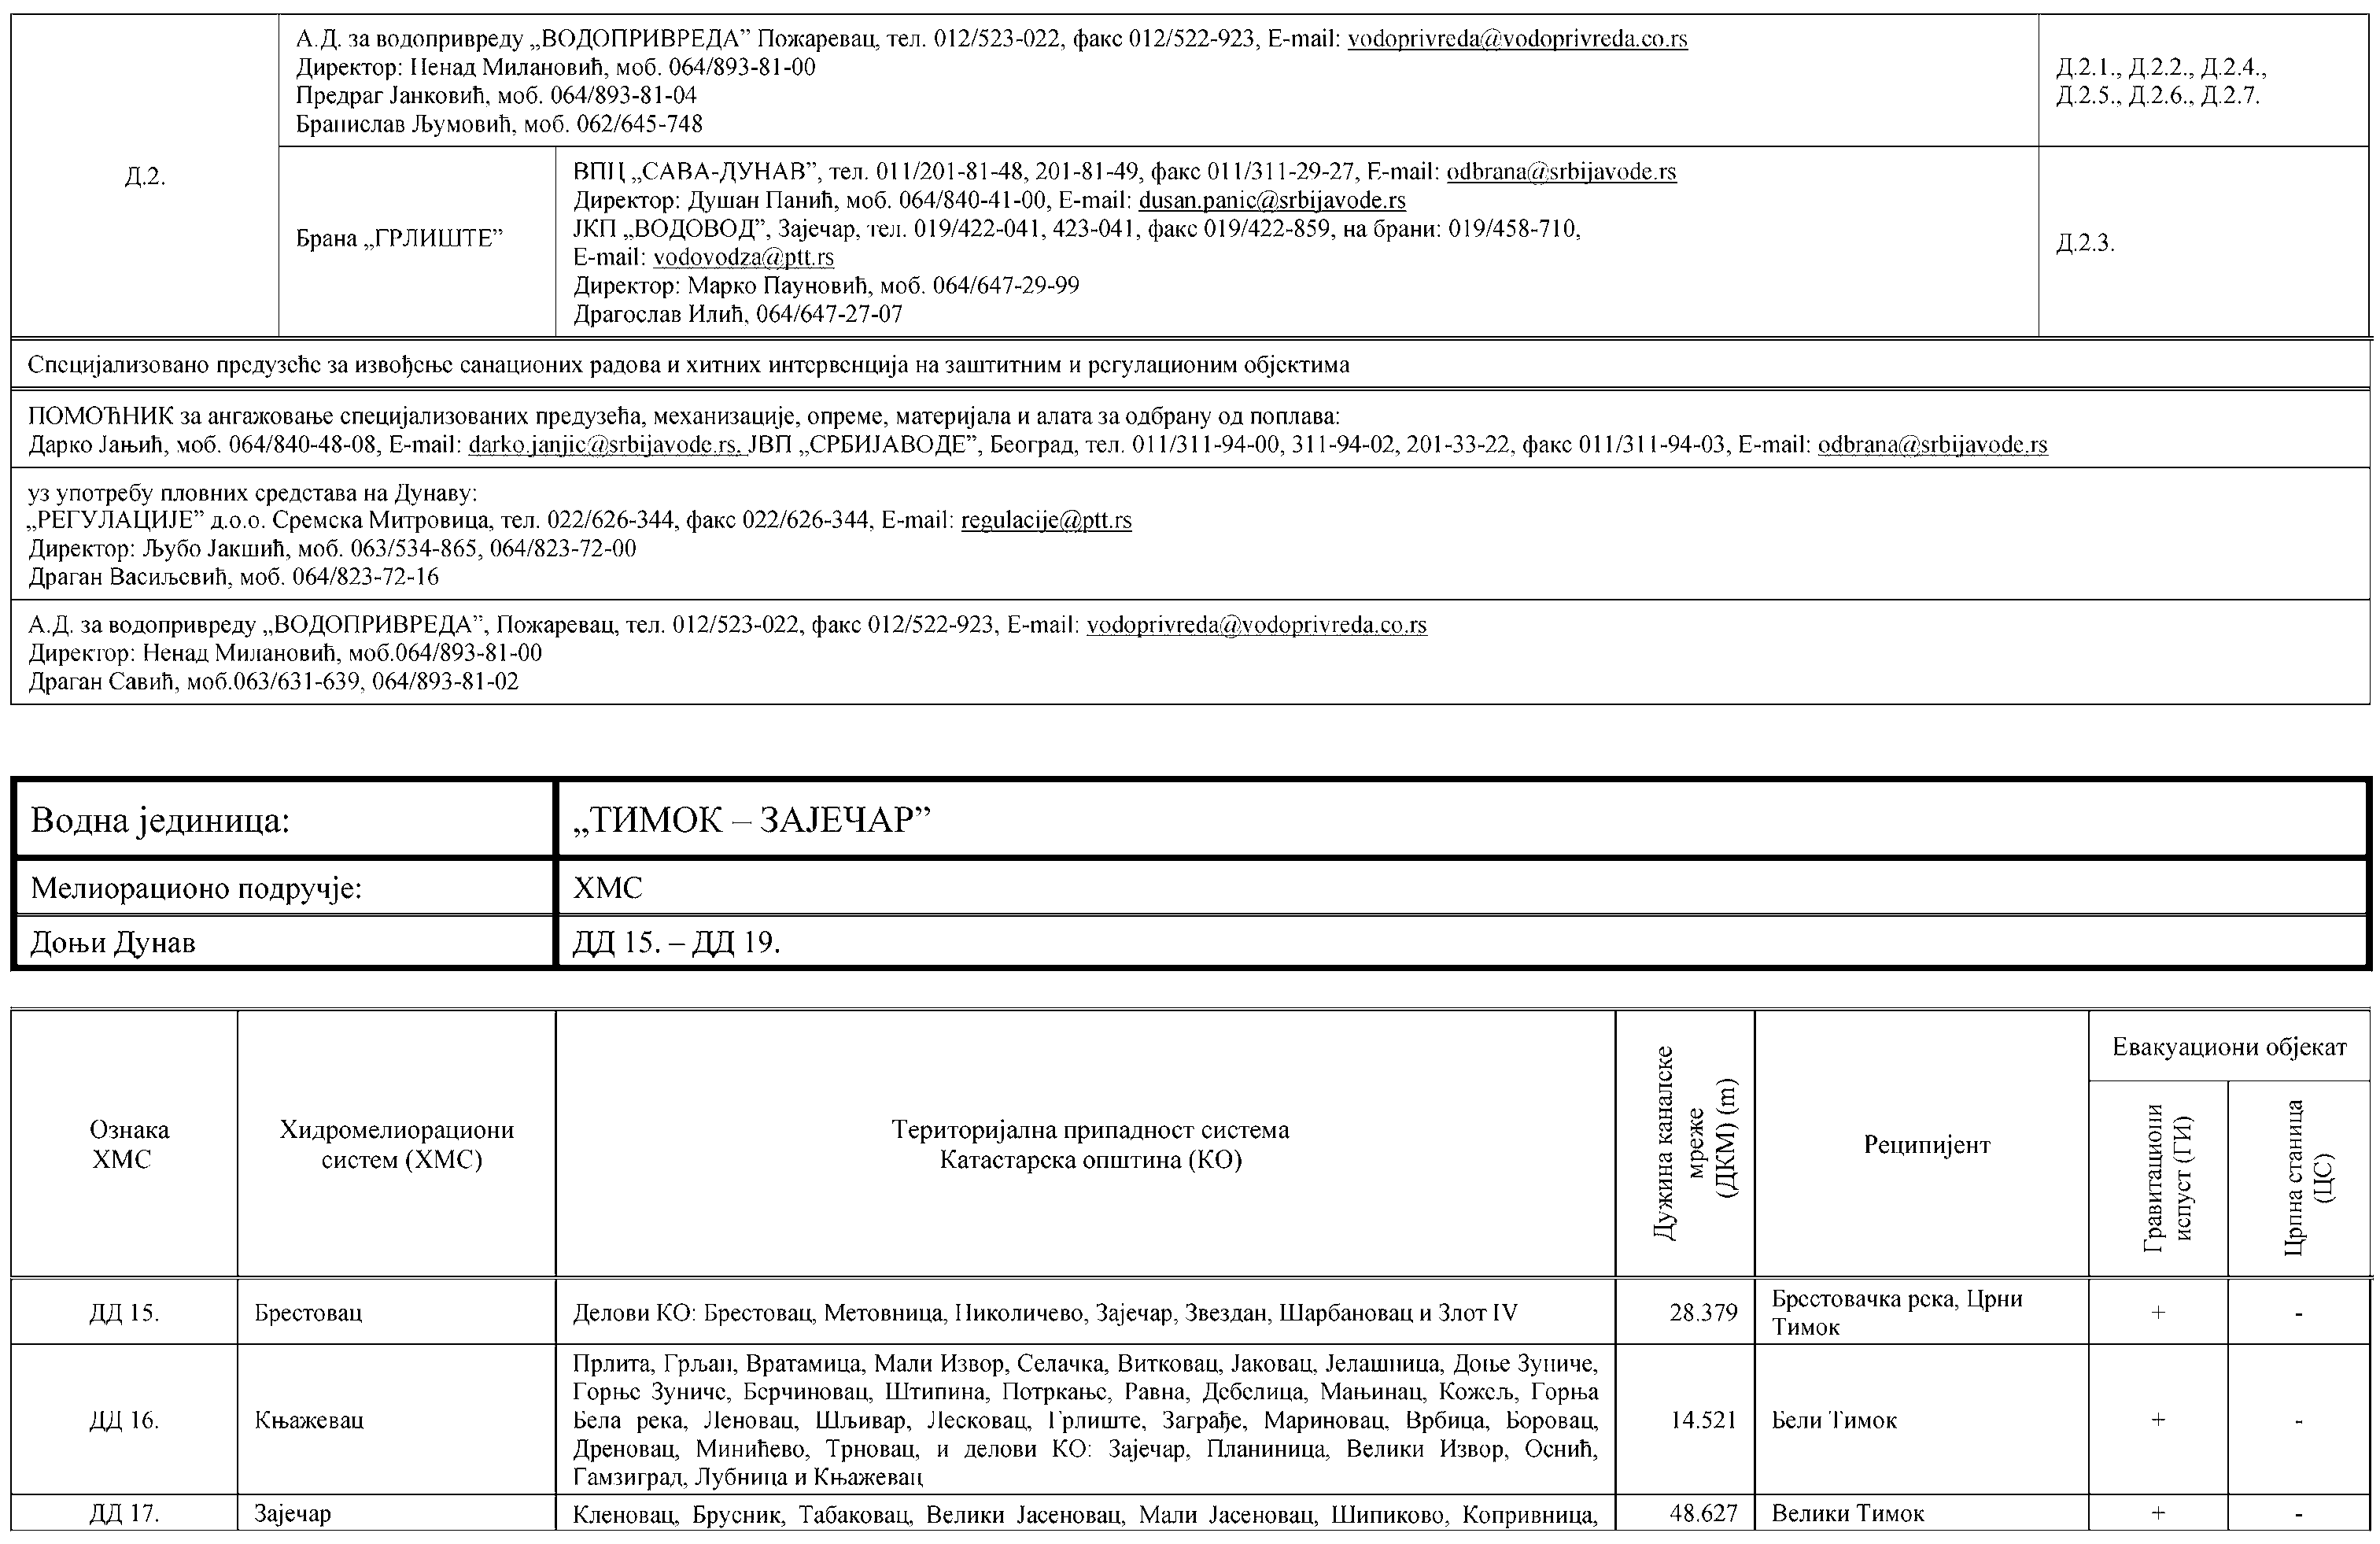 Д.2.
А.Д. за водопривреду „ВОДОПРИВРЕДА” Пожаревац, тел. 012/523-022, факс 012/522-923, E-mail: vodoprivreda@vodoprivreda.co.rs
Директор: Ненад Милановић, моб. 064/893-81-00
Предраг Јанковић, моб. 064/893-81-04
Бранислав Љумовић, моб. 062/645-748
Д.2.1., Д.2.2., Д.2.4.,
Д.2.5., Д.2.6., Д.2.7.
Брана „ГРЛИШТЕ”
ВПЦ „САВА-ДУНАВ”, тел. 011/201-81-48, 201-81-49, факс 011/311-29-27, E-mail: odbrana@srbijavode.rs
Директор: Душан Панић, моб. 064/840-41-00, E-mail: dusan.panic@srbijavode.rs
ЈКП „ВОДОВОД”, Зајечар, тел. 019/422-041, 423-041, факс 019/422-859, на брани: 019/458-710,
E-mail: vodovodza@ptt.rs
Директор: Марко Пауновић, моб. 064/647-29-99
Драгослав Илић, 064/647-27-07
Д.2.3.
Специјализовано предузеће за извођење санационих радова и хитних интервенција на заштитним и регулационим објектима
ПОМОЋНИК за ангажовање специјализованих предузећа, механизације, опреме, материјала и алата за одбрану од поплава:
Дарко Јањић, моб. 064/840-48-08, E-mail: darko.janjic@srbijavode.rs, ЈВП „СРБИЈАВОДЕ”, Београд, тел. 011/311-94-00, 311-94-02, 201-33-22, факс 011/311-94-03, E-mail: odbrana@srbijavode.rs
уз употребу пловних средстава на Дунаву:
„РЕГУЛАЦИЈЕ” д.о.о. Сремска Митровица, тел. 022/626-344, факс 022/626-344, E-mail: regulacije@ptt.rs
Директор: Љубо Јакшић, моб. 063/534-865, 064/823-72-00
Драган Васиљевић, моб. 064/823-72-16
А.Д. за водопривреду „ВОДОПРИВРЕДА”, Пожаревац, тел. 012/523-022, факс 012/522-923, E-mail: vodoprivreda@vodoprivreda.co.rs
Директор: Ненад Милановић, моб.064/893-81-00
Драган Савић, моб.063/631-639, 064/893-81-02
Водна јединица: „ТИМОК – ЗАЈЕЧАР”
Мелиорационо подручје: ХМС
Доњи Дунав ДД 15. – ДД 19.
Ознака
ХМС
Хидромелиорациони
систем (ХМС)
Територијална припадност система
Катастарска општина (КО)
Дужина каналске
мреже
(ДКМ) (m)
Реципијент
Евакуациони објекат
Гравитациони
испуст (ГИ)
Црпна станица
(ЦС)
ДД 15. Брестовац Делови КО: Брестовац, Метовница, Николичево, Зајечар, Звездан, Шарбановац и Злот IV 28.379 Брестовачка река, Црни
Тимок + -
ДД 16. Књажевац
Прлита, Грљан, Вратамица, Мали Извор, Селачка, Витковац, Јаковац, Јелашница, Доње Зуниче,
Горње Зуниче, Берчиновац, Штипина, Потркање, Равна, Дебелица, Мањинац, Кожељ, Горња
Бела река, Леновац, Шљивар, Лесковац, Грлиште, Заграђе, Мариновац, Врбица, Боровац,
Дреновац, Минићево, Трновац, и делови КО: Зајечар, Планиница, Велики Извор, Оснић,
Гамзиград, Лубница и Књажевац
14.521 Бели Тимок + -
ДД 17. Зајечар Кленовац, Брусник, Табаковац, Велики Јасеновац, Мали Јасеновац, Шипиково, Копривница, 48.627 Велики Тимок + -